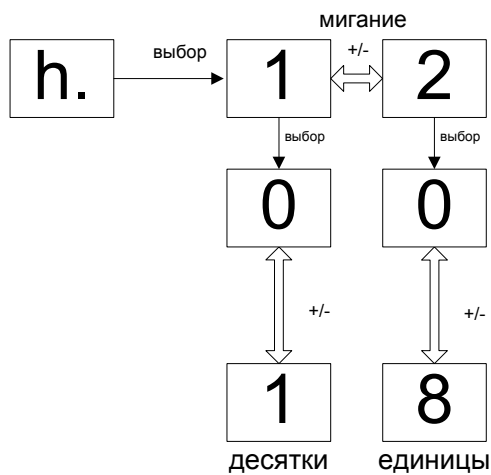 мигание
выбор
+/-
h.
1
2
выбор
выбор
0
0
+/-
+/-
1
8
десятки
единицы